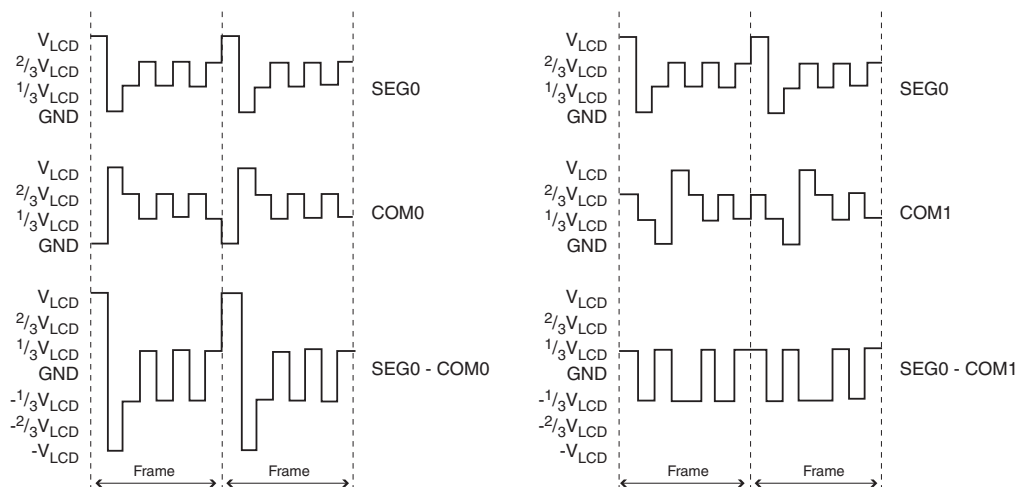 V_LCD
2/3V_LCD
1/3V_LCD
GND
SEG0
V_LCD
2/3V_LCD
1/3V_LCD
GND
COM0
V_LCD
2/3V_LCD
1/3V_LCD
GND
-1/3V_LCD
-2/3V_LCD
-V_LCD
SEG0 - COM0
Frame
Frame
V_LCD
2/3V_LCD
1/3V_LCD
GND
SEG0
V_LCD
2/3V_LCD
1/3V_LCD
GND
COM1
V_LCD
2/3V_LCD
1/3V_LCD
GND
-1/3V_LCD
-2/3V_LCD
-V_LCD
SEG0 - COM1
Frame
Frame